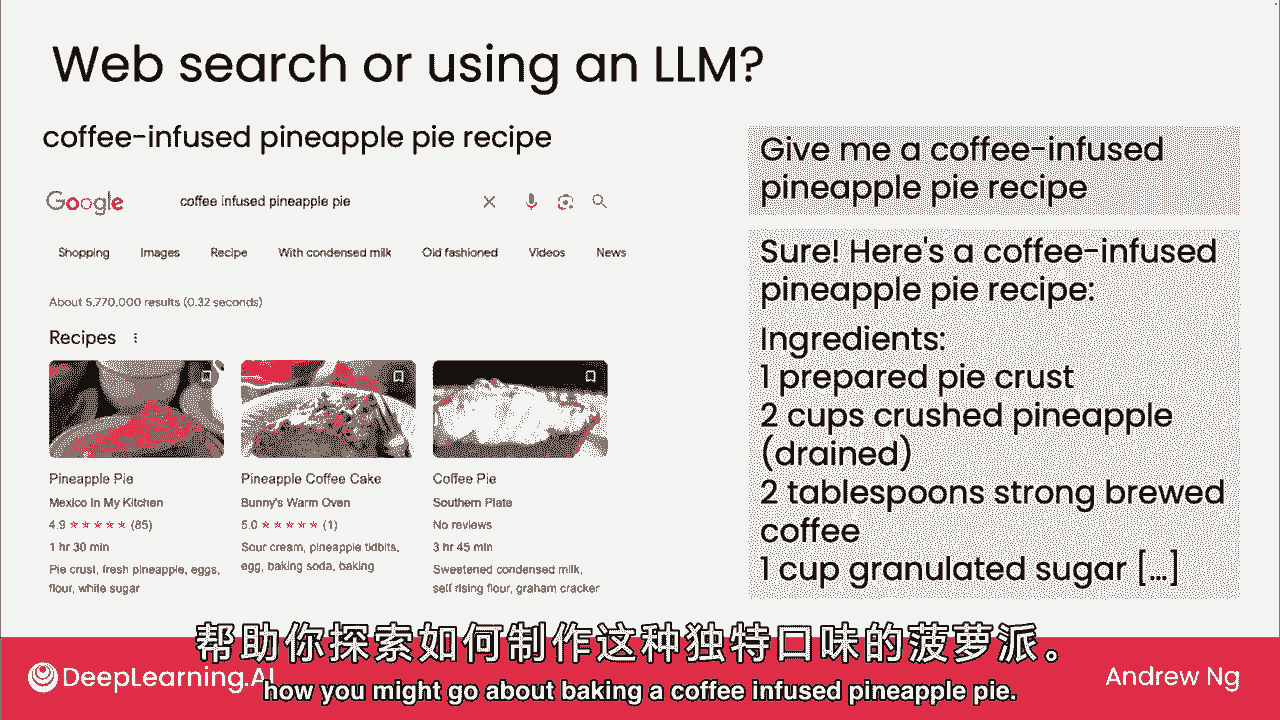 Web search or using an LLM?
coffee-infused pineapple pie recipe
Google
coffee infused pineapple pie
Shopping
Images
Recipe
With condensed milk
Old fashioned
Videos
News
About 5,770,000 results (0.32 seconds)
Recipes
Pineapple Pie
Mexico In My Kitchen
4.9 ★★★★★ (85)
1 hr 30 min
Pie crust, fresh pineapple, eggs,
flour, white sugar
Pineapple Coffee Cake
Bunny's Warm Oven
5.0 ★★★★★ (1)
Sour cream, pineapple tidbits,
egg, baking soda, baking
Coffee Pie
Southern Plate
No reviews
3 hr 45 min
Sweetened condensed milk,
self rising flour, graham cracker
Give me a coffee-infused
pineapple pie recipe
Sure! Here's a coffee-infused
pineapple pie recipe:
Ingredients:
1 prepared pie crust
2 cups crushed pineapple
(drained)
2 tablespoons strong brewed
coffee
1 cup granulated sugar [...]
帮助你探索如何制作这种独特口味的菠萝派。
DeepLearning.AI
how you might go about baking a coffee infused pineapple pie.
Andrew Ng